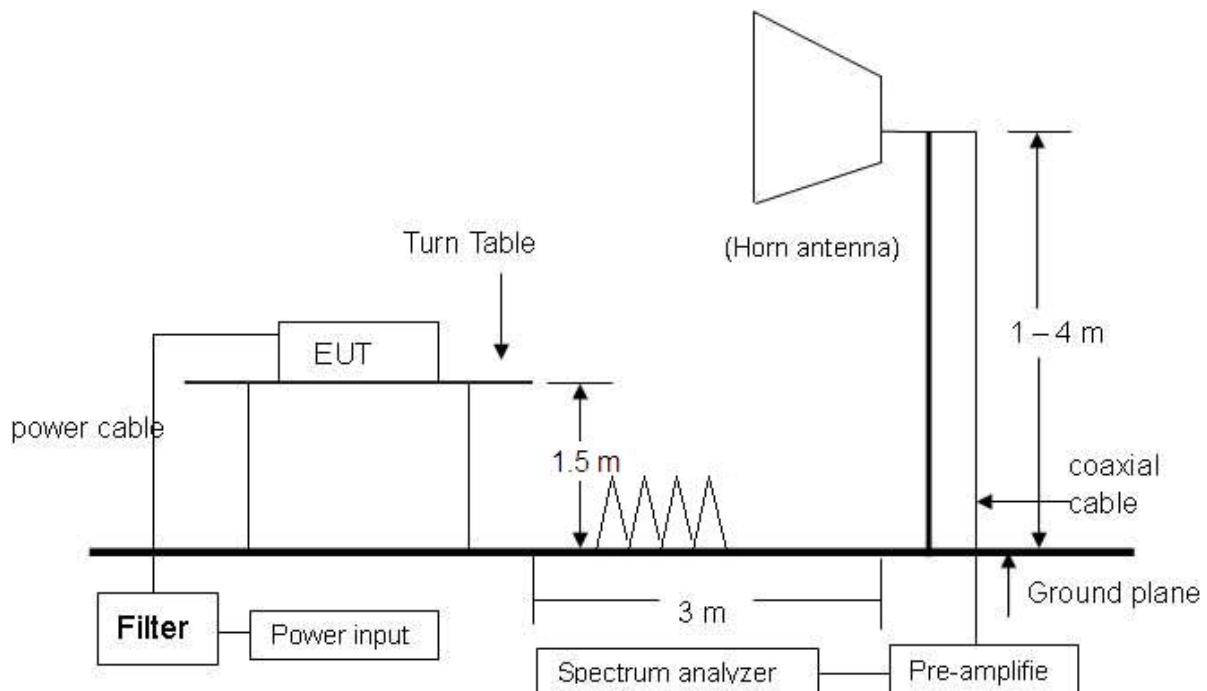 (Horn antenna)
Turn Table
EUT
1 – 4 m
power cable
1.5 m
coaxial
cable
Ground plane
3 m
Filter
Power input
Spectrum analyzer
Pre-amplifie